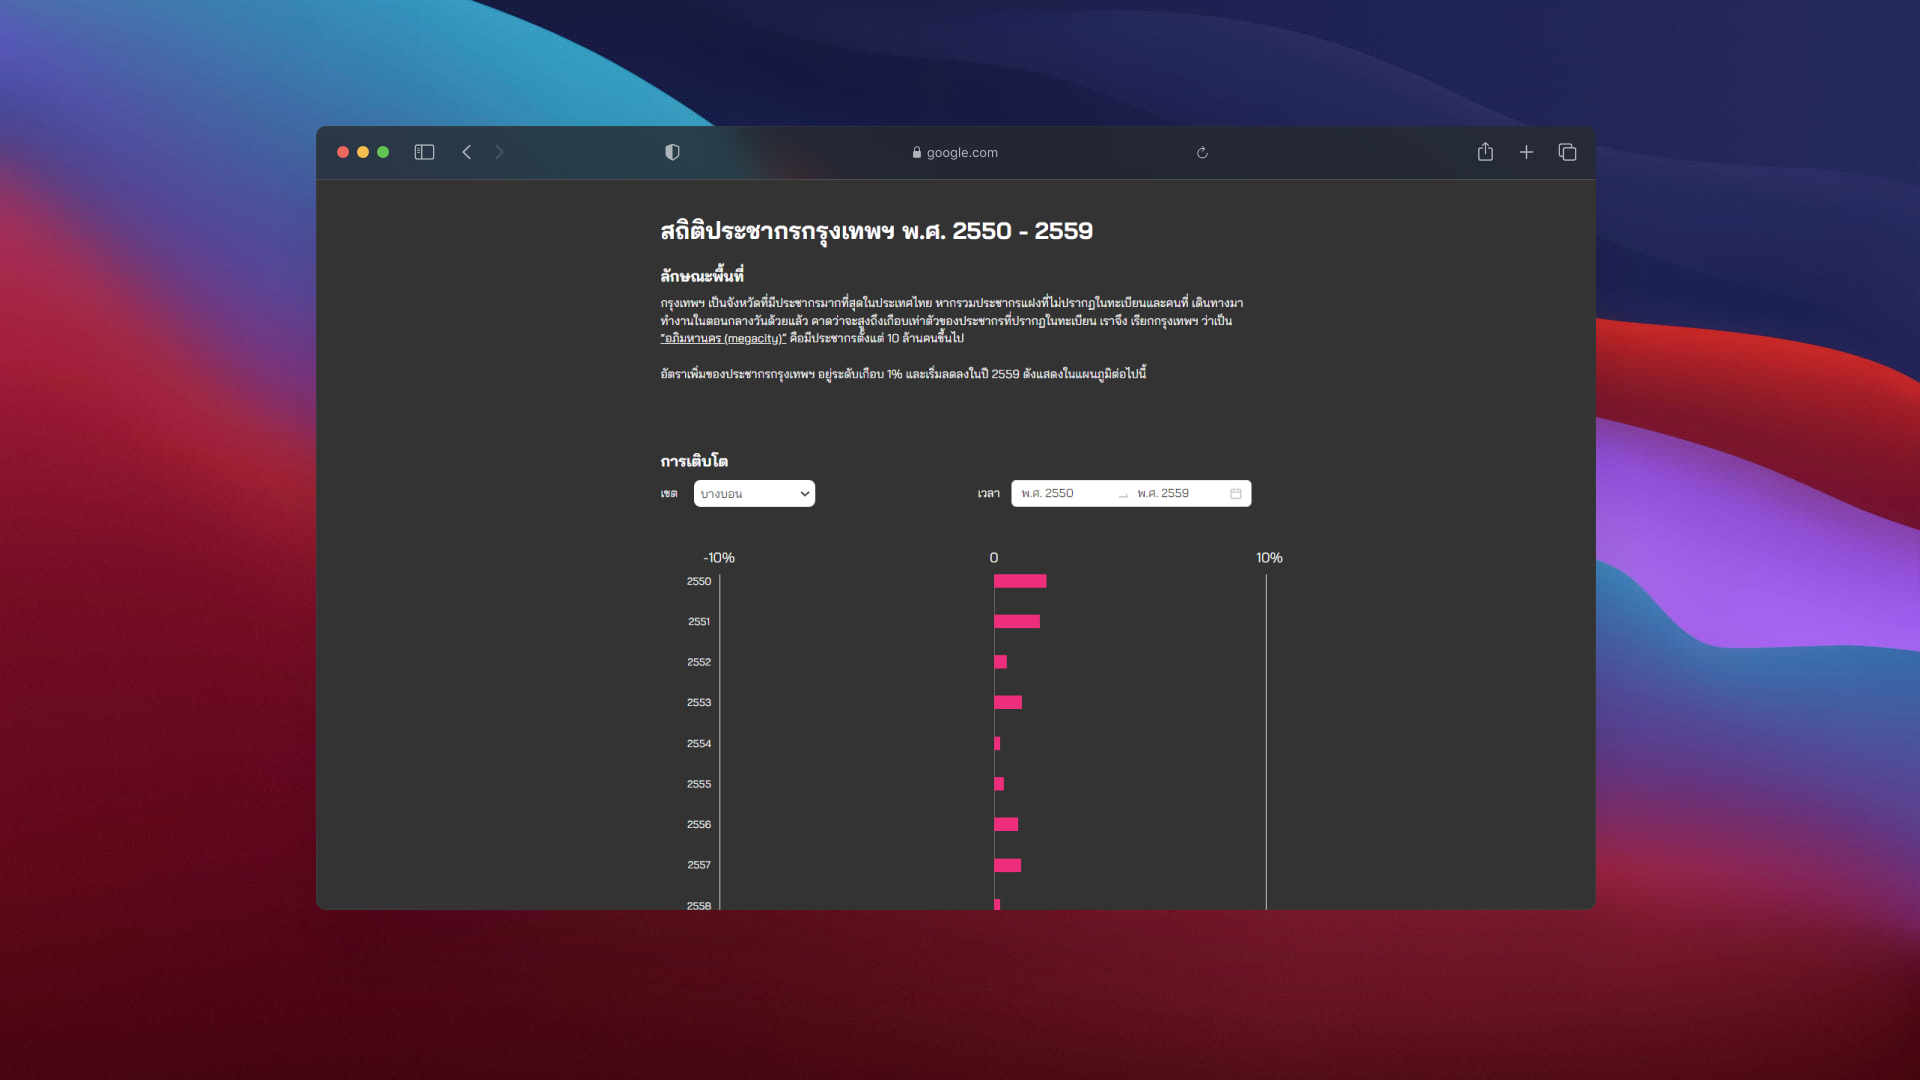 google.com
สถิติประชากรกรุงเทพฯ พ.ศ. 2550 - 2559
ลักษณะพื้นที่
กรุงเทพฯ เป็นจังหวัดที่มีประชากรมากที่สุดในประเทศไทย หากรวมประชากรแฝงที่ไม่ปรากฏในทะเบียนและคนที่ เดินทางมา
ทำงานในตอนกลางวันด้วยแล้ว คาดว่าจะสูงถึงเกือบเท่าตัวของประชากรที่ปรากฏในทะเบียน เราจึง เรียกกรุงเทพฯ ว่าเป็น
“อภิมหานคร (megacity)” คือมีประชากรตั้งแต่ 10 ล้านคนขึ้นไป
อัตราเพิ่มของประชากรกรุงเทพฯ อยู่ระดับเกือบ 1% และเริ่มลดลงในปี 2559 ดังแสดงในแผนภูมิต่อไปนี้
การเติบโต
เขต บางบอน เวลา พ.ศ. 2550 พ.ศ. 2559
-10% 0 10%
2550
2551
2552
2553
2554
2555
2556
2557
2558